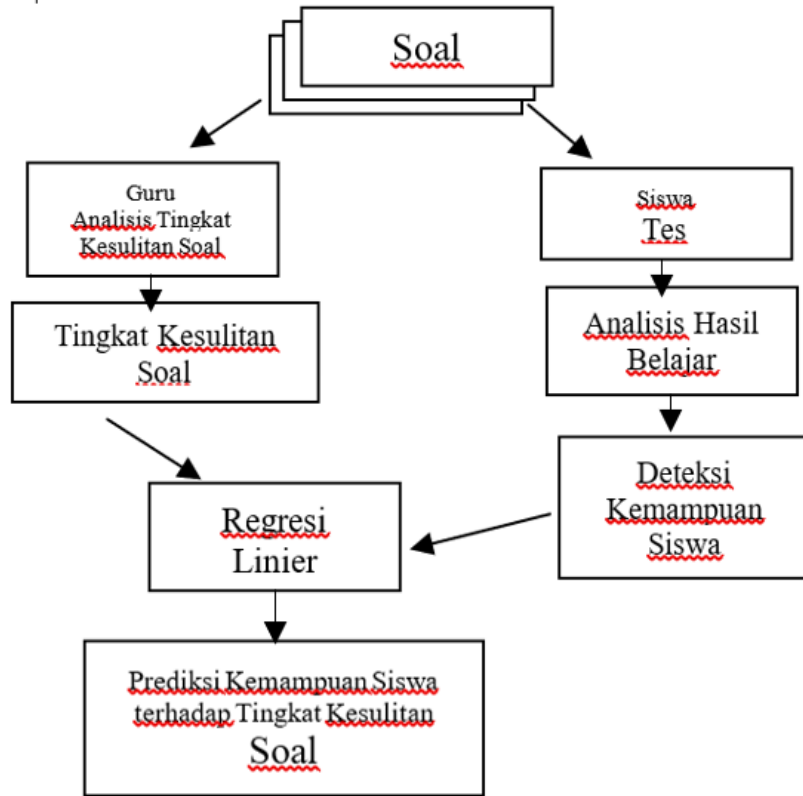 Soal
Guru
Analisis Tingkat
Kesulitan Soal
Siswa
Tes
Tingkat Kesulitan
Soal
Analisis Hasil
Belajar
Deteksi
Kemampuan
Siswa
Regresi
Linier
Prediksi Kemampuan Siswa
terhadap Tingkat Kesulitan
Soal